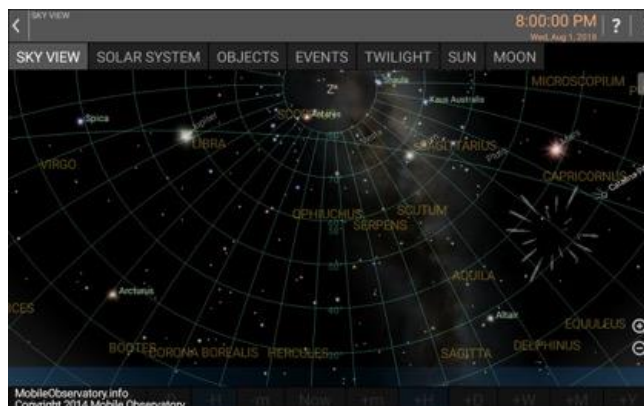 SKY VIEW
8:00:00 PM
Wed, Aug 1, 2018
?
SKY VIEW SOLAR SYSTEM OBJECTS EVENTS TWILIGHT SUN MOON
Z°
Shaula
MICROSCOPIUM
Kaus Australis
Antares
Spica
Jupiter
LIBRA
SAGITTARIUS
Mars
VIRGO
Pluto
CAPRICORNUS
OPHIUCHUS
SCUTUM
SERPENS
AQUILA
Arcturus
Altair
EQUULEUS
BOOTES
CORONA BOREALIS
HERCULES
SAGITTA
DELPHINUS
MobileObservatory.info
Copyright 2014 Mobile Observatory
-H -m Now +m +H +D +W +M